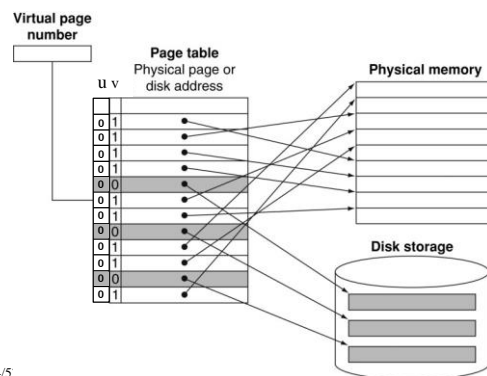 Virtual page
number
Page table
Physical page or
disk address
Physical memory
u v
0 1
0 1
0 1
0 1
0 0
0 1
0 1
0 0
0 1
0 1
0 0
0 1
Disk storage
/5